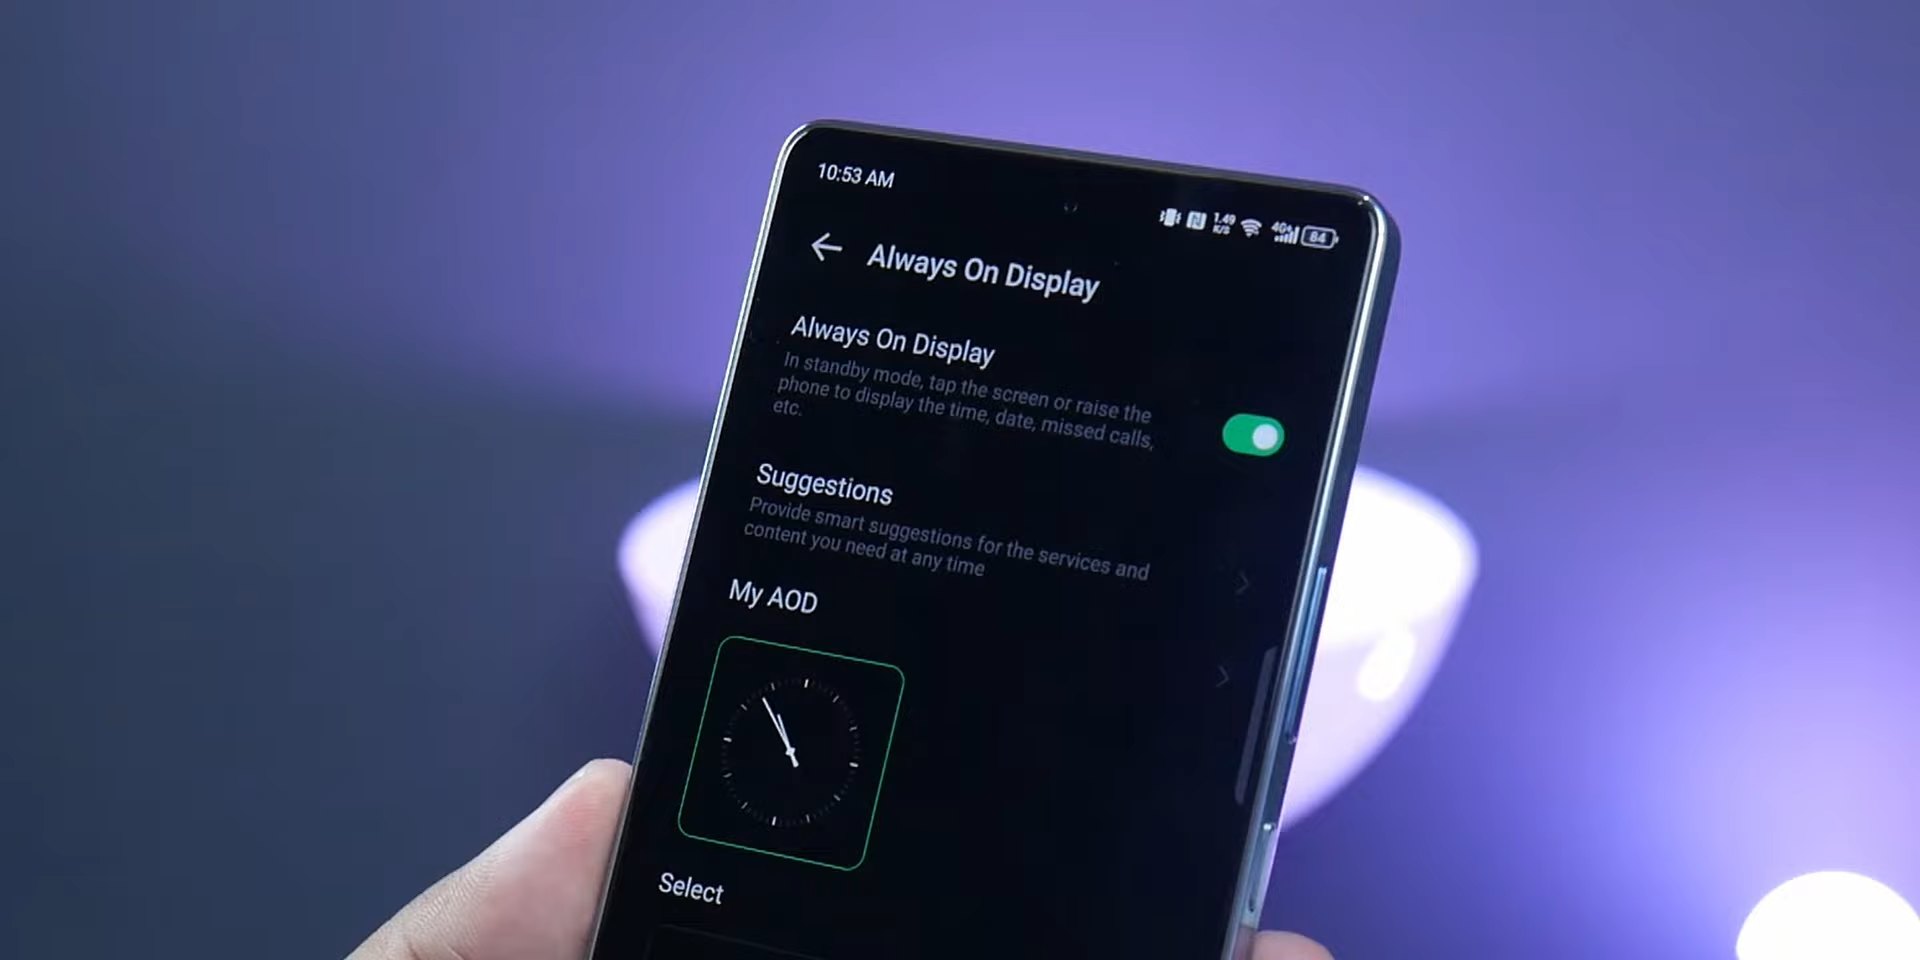 10:53 AM
1.49
K/S
4G
84
Always On Display
Always On Display
In standby mode, tap the screen or raise the
phone to display the time, date, missed calls,
etc.
Suggestions
Provide smart suggestions for the services and
content you need at any time
My AOD
Select